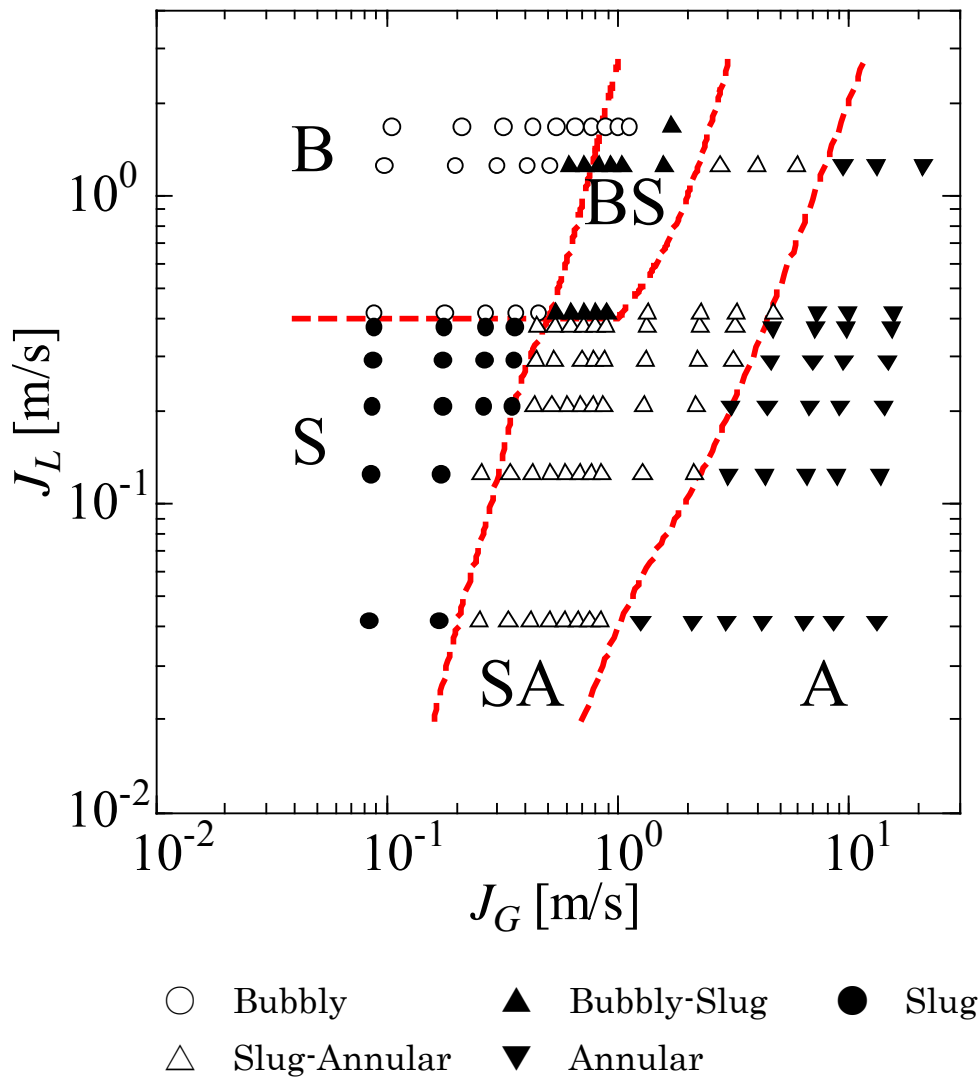 B
BS
10^0
J_L [m/s]
S
10^-1
SA
A
10^-2
10^-2
10^-1
10^0
10^1
J_G [m/s]
Bubbly
Bubbly-Slug
Slug
Slug-Annular
Annular